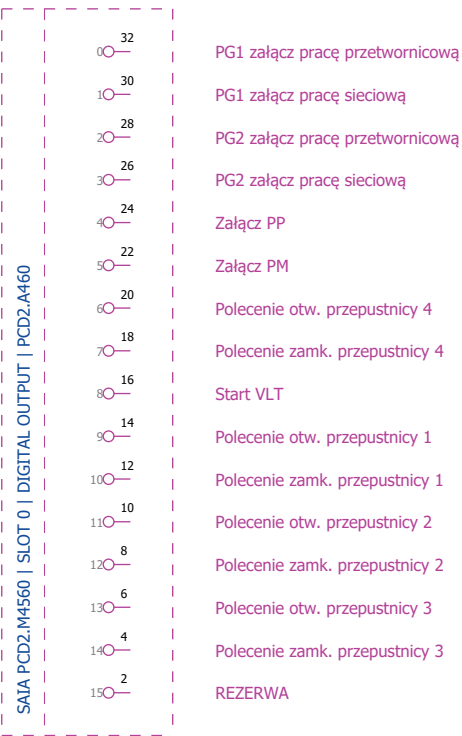 32
0 PG1 załącz pracę przetwornicową
30
1 PG1 załącz pracę sieciową
28
2 PG2 załącz pracę przetwornicową
26
3 PG2 załącz pracę sieciową
24
4 Załącz PP
22
5 Załącz PM
20
6 Polecenie otw. przepustnicy 4
18
7 Polecenie zamk. przepustnicy 4
16
8 Start VLT
14
9 Polecenie otw. przepustnicy 1
12
10 Polecenie zamk. przepustnicy 1
10
11 Polecenie otw. przepustnicy 2
8
12 Polecenie zamk. przepustnicy 2
6
13 Polecenie otw. przepustnicy 3
4
14 Polecenie zamk. przepustnicy 3
2
15 REZERWA
SAIA PCD2.M4560 | SLOT 0 | DIGITAL OUTPUT | PCD2.A460